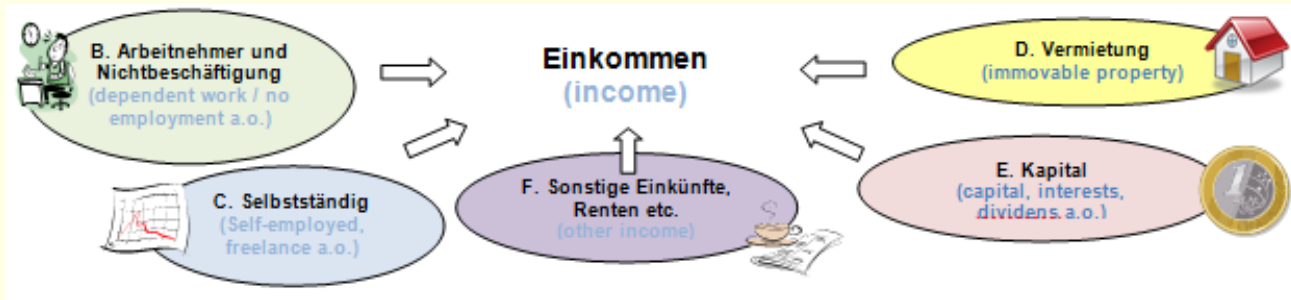 B. Arbeitnehmer und
Nichtbeschäftigung
(dependent work / no
employment a.o.)
C. Selbstständig
(Self-employed,
freelance a.o.)
Einkommen
(income)
F. Sonstige Einkünfte,
Renten etc.
(other income)
D. Vermietung
(immovable property)
E. Kapital
(capital, interests,
dividens a.o.)
1